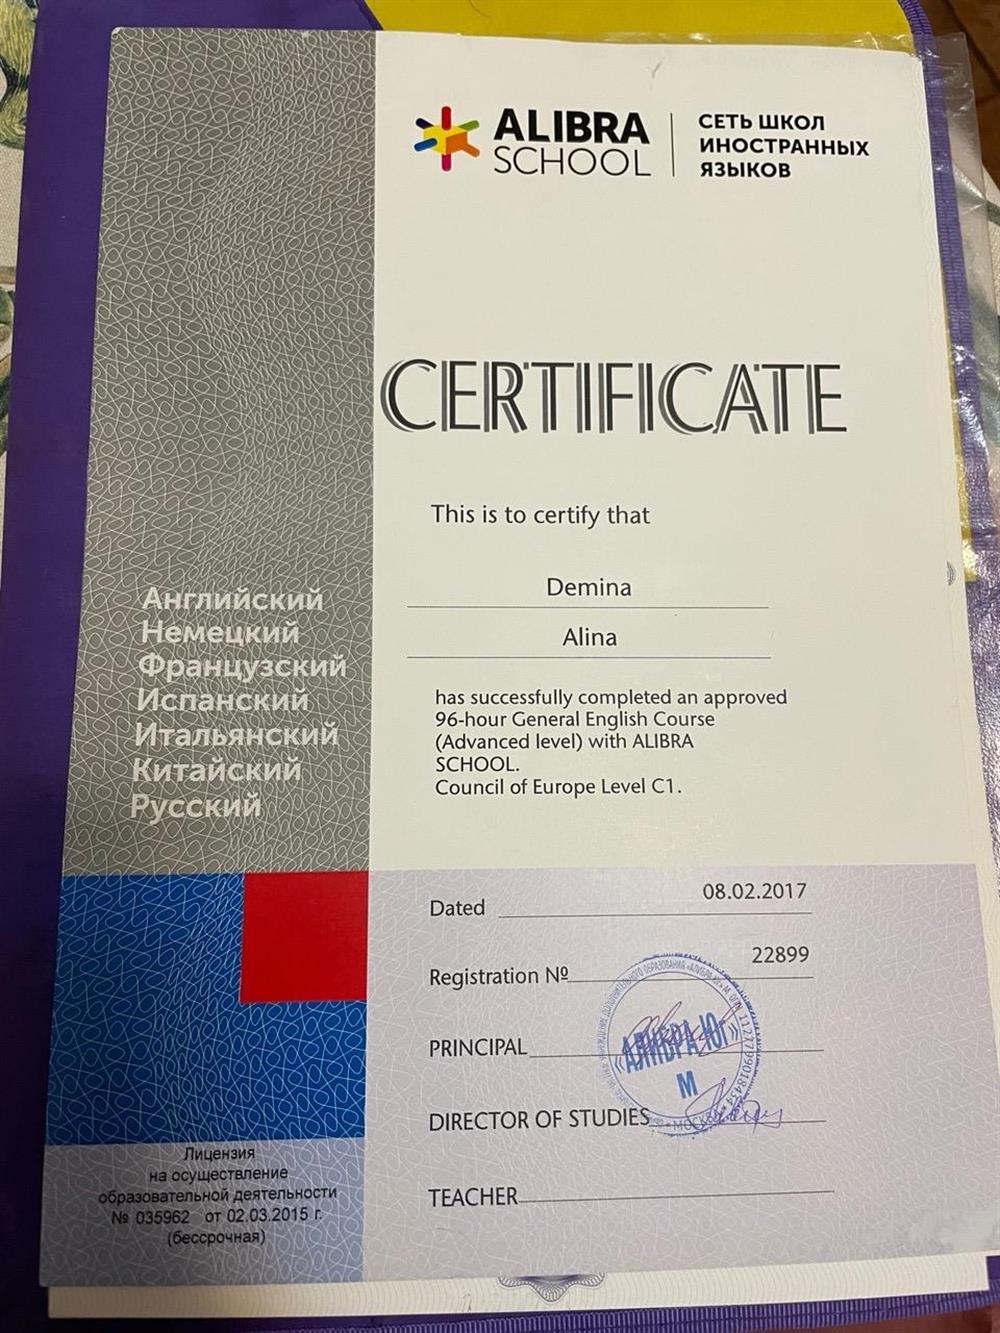 ALIBRA
SCHOOL
СЕТЬ ШКОЛ
ИНОСТРАННЫХ
ЯЗЫКОВ
CERTIFICATE
This is to certify that
Demina
Alina
has successfully completed an approved
96-hour General English Course
(Advanced level) with ALIBRA
SCHOOL.
Council of Europe Level C1.
Английский
Немецкий
Французский
Испанский
Итальянский
Китайский
Русский
Dated 08.02.2017
Registration № 22899
PRINCIPAL
DIRECTOR OF STUDIES
TEACHER
«АЛИБРА Юг»
М
Лицензия
на осуществление
образовательной деятельности
№ 035962 от 02.03.2015 г.
(бессрочная)